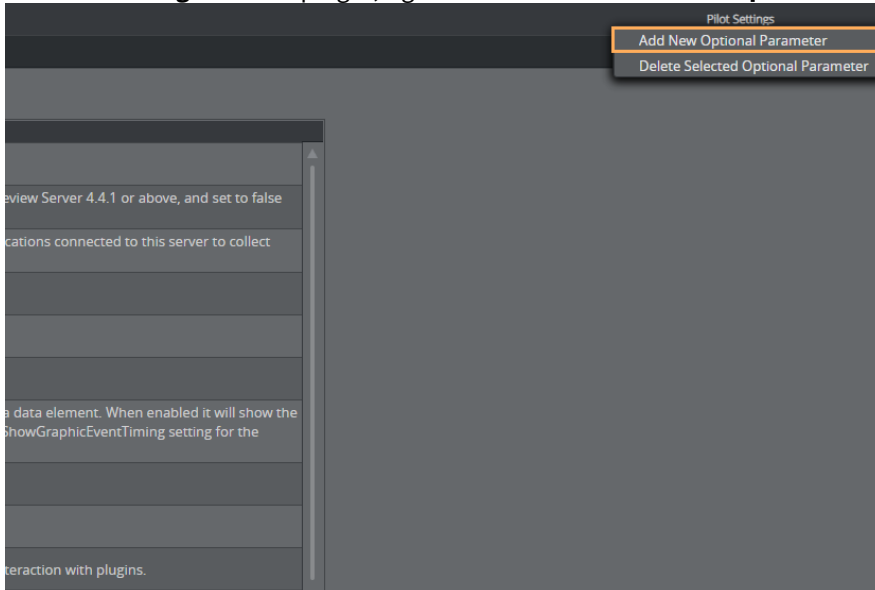 Pilot Settings
Add New Optional Parameter
Delete Selected Optional Parameter
eview Server 4.4.1 or above, and set to false
cations connected to this server to collect
a data element. When enabled it will show the
ShowGraphicEventTiming setting for the
teraction with plugins.